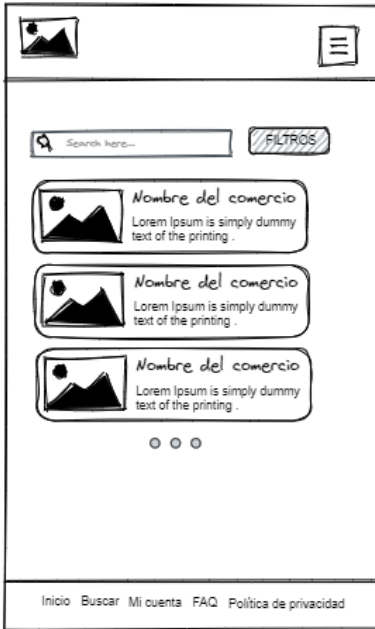 Search here...
FILTROS
Nombre del comercio
Lorem Ipsum is simply dummy
text of the printing .
Nombre del comercio
Lorem Ipsum is simply dummy
text of the printing .
Nombre del comercio
Lorem Ipsum is simply dummy
text of the printing .
Inicio Buscar Mi cuenta FAQ Política de privacidad